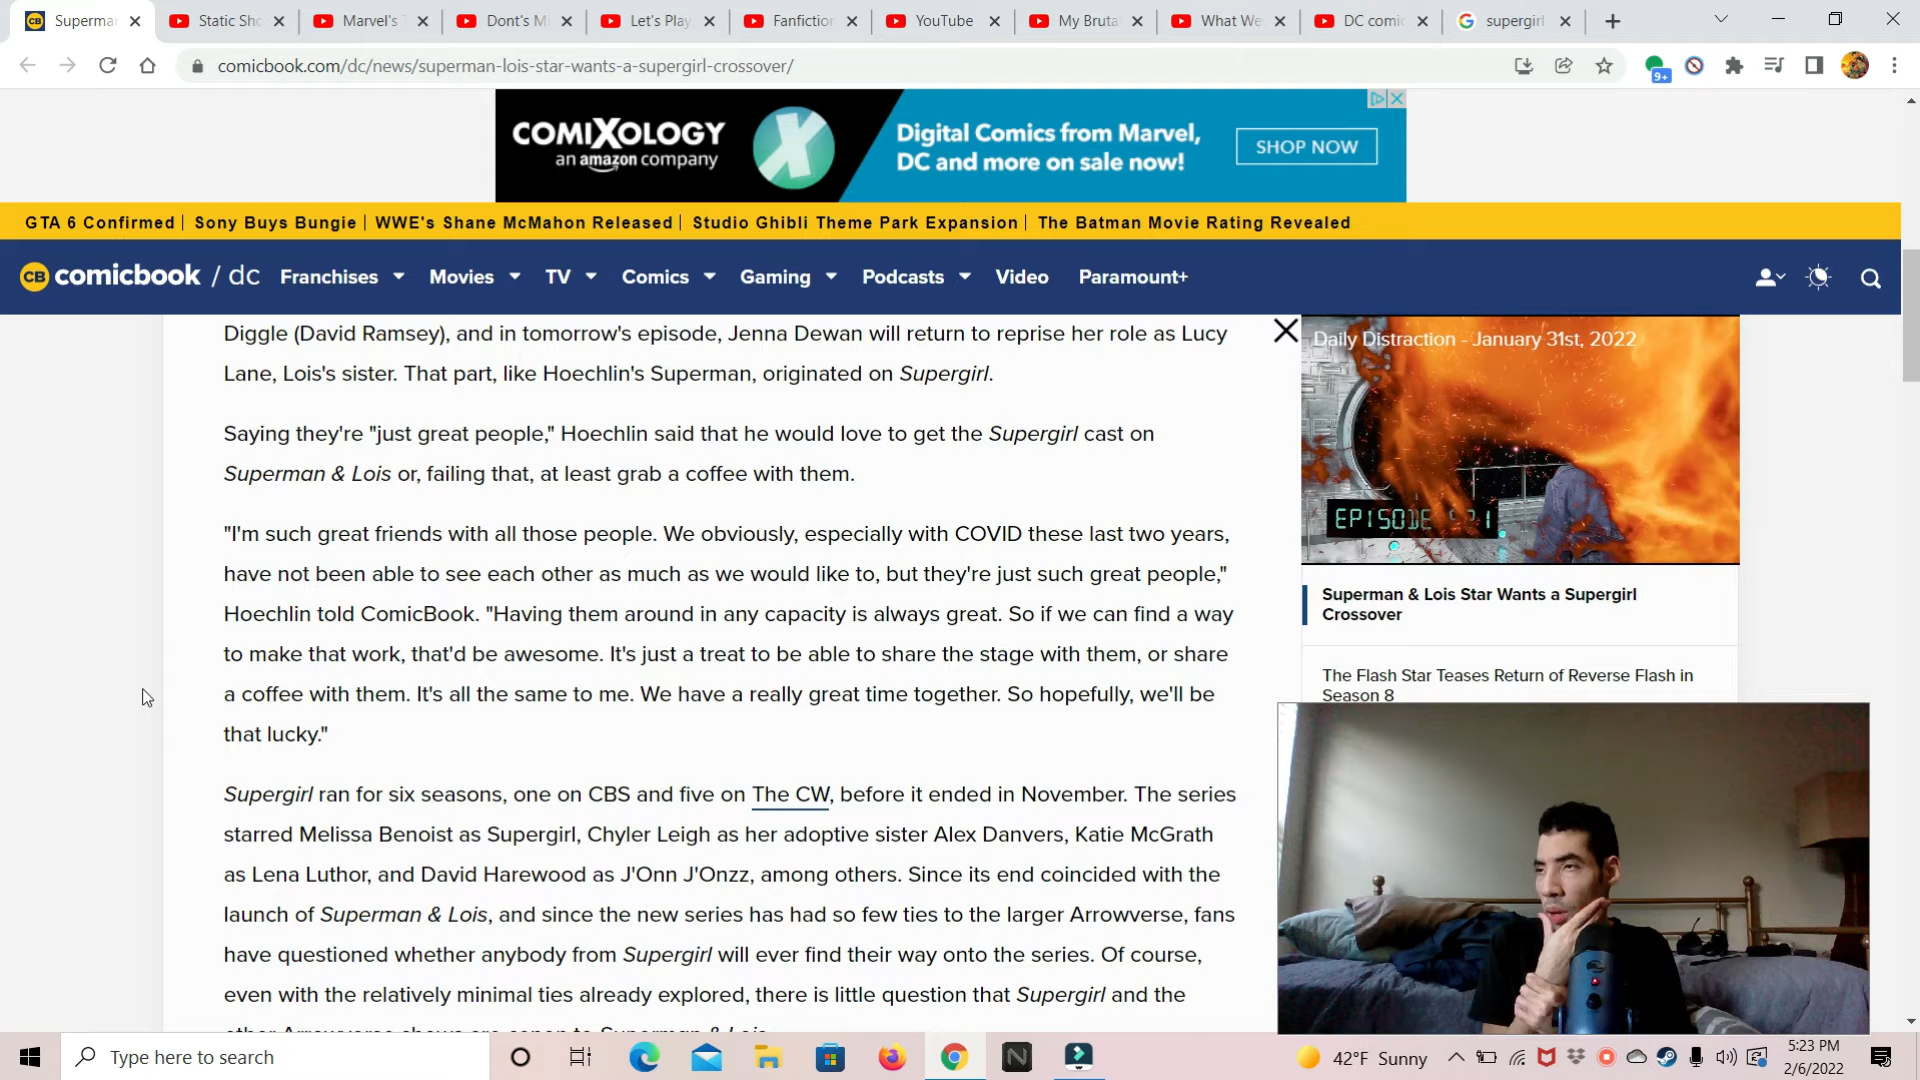 Superman
Static Sho
Marvel's T
Dont's Mi
Let's Play
Fanfiction
YouTube
My Bruta
What We
DC comic
supergirl
comicbook.com/dc/news/superman-lois-star-wants-a-supergirl-crossover/
9+
COMIXOLOGY
an amazon company
Digital Comics from Marvel,
DC and more on sale now!
SHOP NOW
GTA 6 Confirmed | Sony Buys Bungie | WWE's Shane McMahon Released | Studio Ghibli Theme Park Expansion | The Batman Movie Rating Revealed
CB comicbook / dc Franchises Movies TV Comics Gaming Podcasts Video Paramount+
Diggle (David Ramsey), and in tomorrow's episode, Jenna Dewan will return to reprise her role as Lucy
Lane, Lois's sister. That part, like Hoechlin's Superman, originated on Supergirl.
Saying they're "just great people," Hoechlin said that he would love to get the Supergirl cast on
Superman & Lois or, failing that, at least grab a coffee with them.
"I'm such great friends with all those people. We obviously, especially with COVID these last two years,
have not been able to see each other as much as we would like to, but they're just such great people,"
Hoechlin told ComicBook. "Having them around in any capacity is always great. So if we can find a way
to make that work, that'd be awesome. It's just a treat to be able to share the stage with them, or share
a coffee with them. It's all the same to me. We have a really great time together. So hopefully, we'll be
that lucky."
Supergirl ran for six seasons, one on CBS and five on The CW, before it ended in November. The series
starred Melissa Benoist as Supergirl, Chyler Leigh as her adoptive sister Alex Danvers, Katie McGrath
as Lena Luthor, and David Harewood as J'Onn J'Onzz, among others. Since its end coincided with the
launch of Superman & Lois, and since the new series has had so few ties to the larger Arrowverse, fans
have questioned whether anybody from Supergirl will ever find their way onto the series. Of course,
even with the relatively minimal ties already explored, there is little question that Supergirl and the
other Arrowverse shows are canon to Superman & Lois.
Daily Distraction - January 31st, 2022
EPISODE
Superman & Lois Star Wants a Supergirl
Crossover
The Flash Star Teases Return of Reverse Flash in
Season 8
Type here to search
42°F Sunny
5:23 PM
2/6/2022